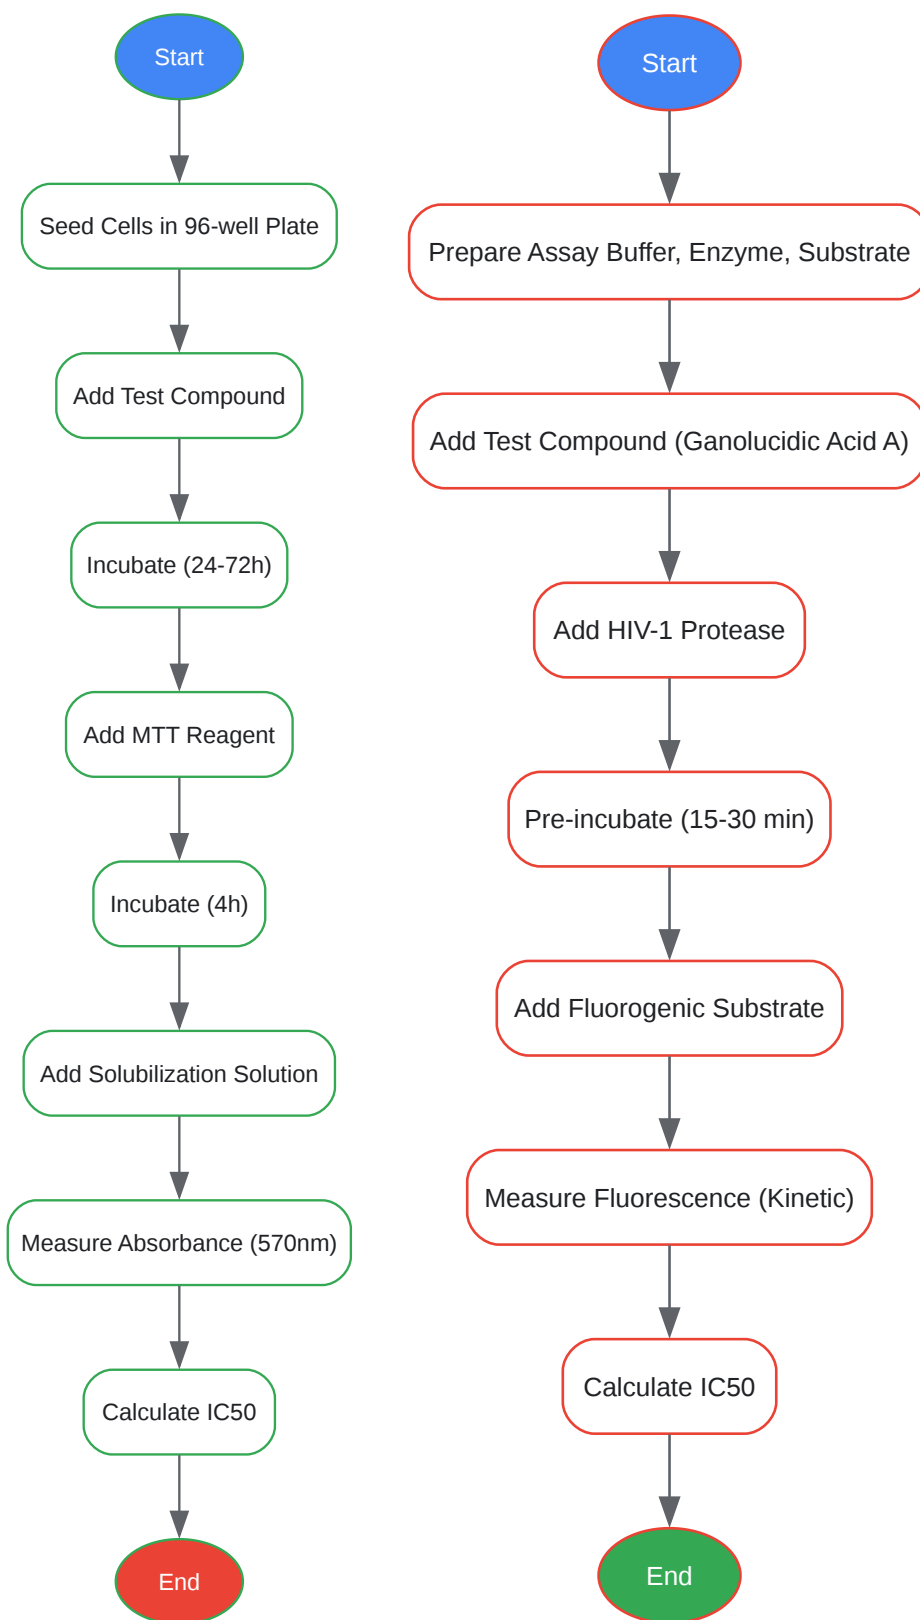 Start
Seed Cells in 96-well Plate
Add Test Compound
Incubate (24-72h)
Add MTT Reagent
Incubate (4h)
Add Solubilization Solution
Measure Absorbance (570nm)
Calculate IC50
End
Start
Prepare Assay Buffer, Enzyme, Substrate
Add Test Compound (Ganolucidic Acid A)
Add HIV-1 Protease
Pre-incubate (15-30 min)
Add Fluorogenic Substrate
Measure Fluorescence (Kinetic)
Calculate IC50
End